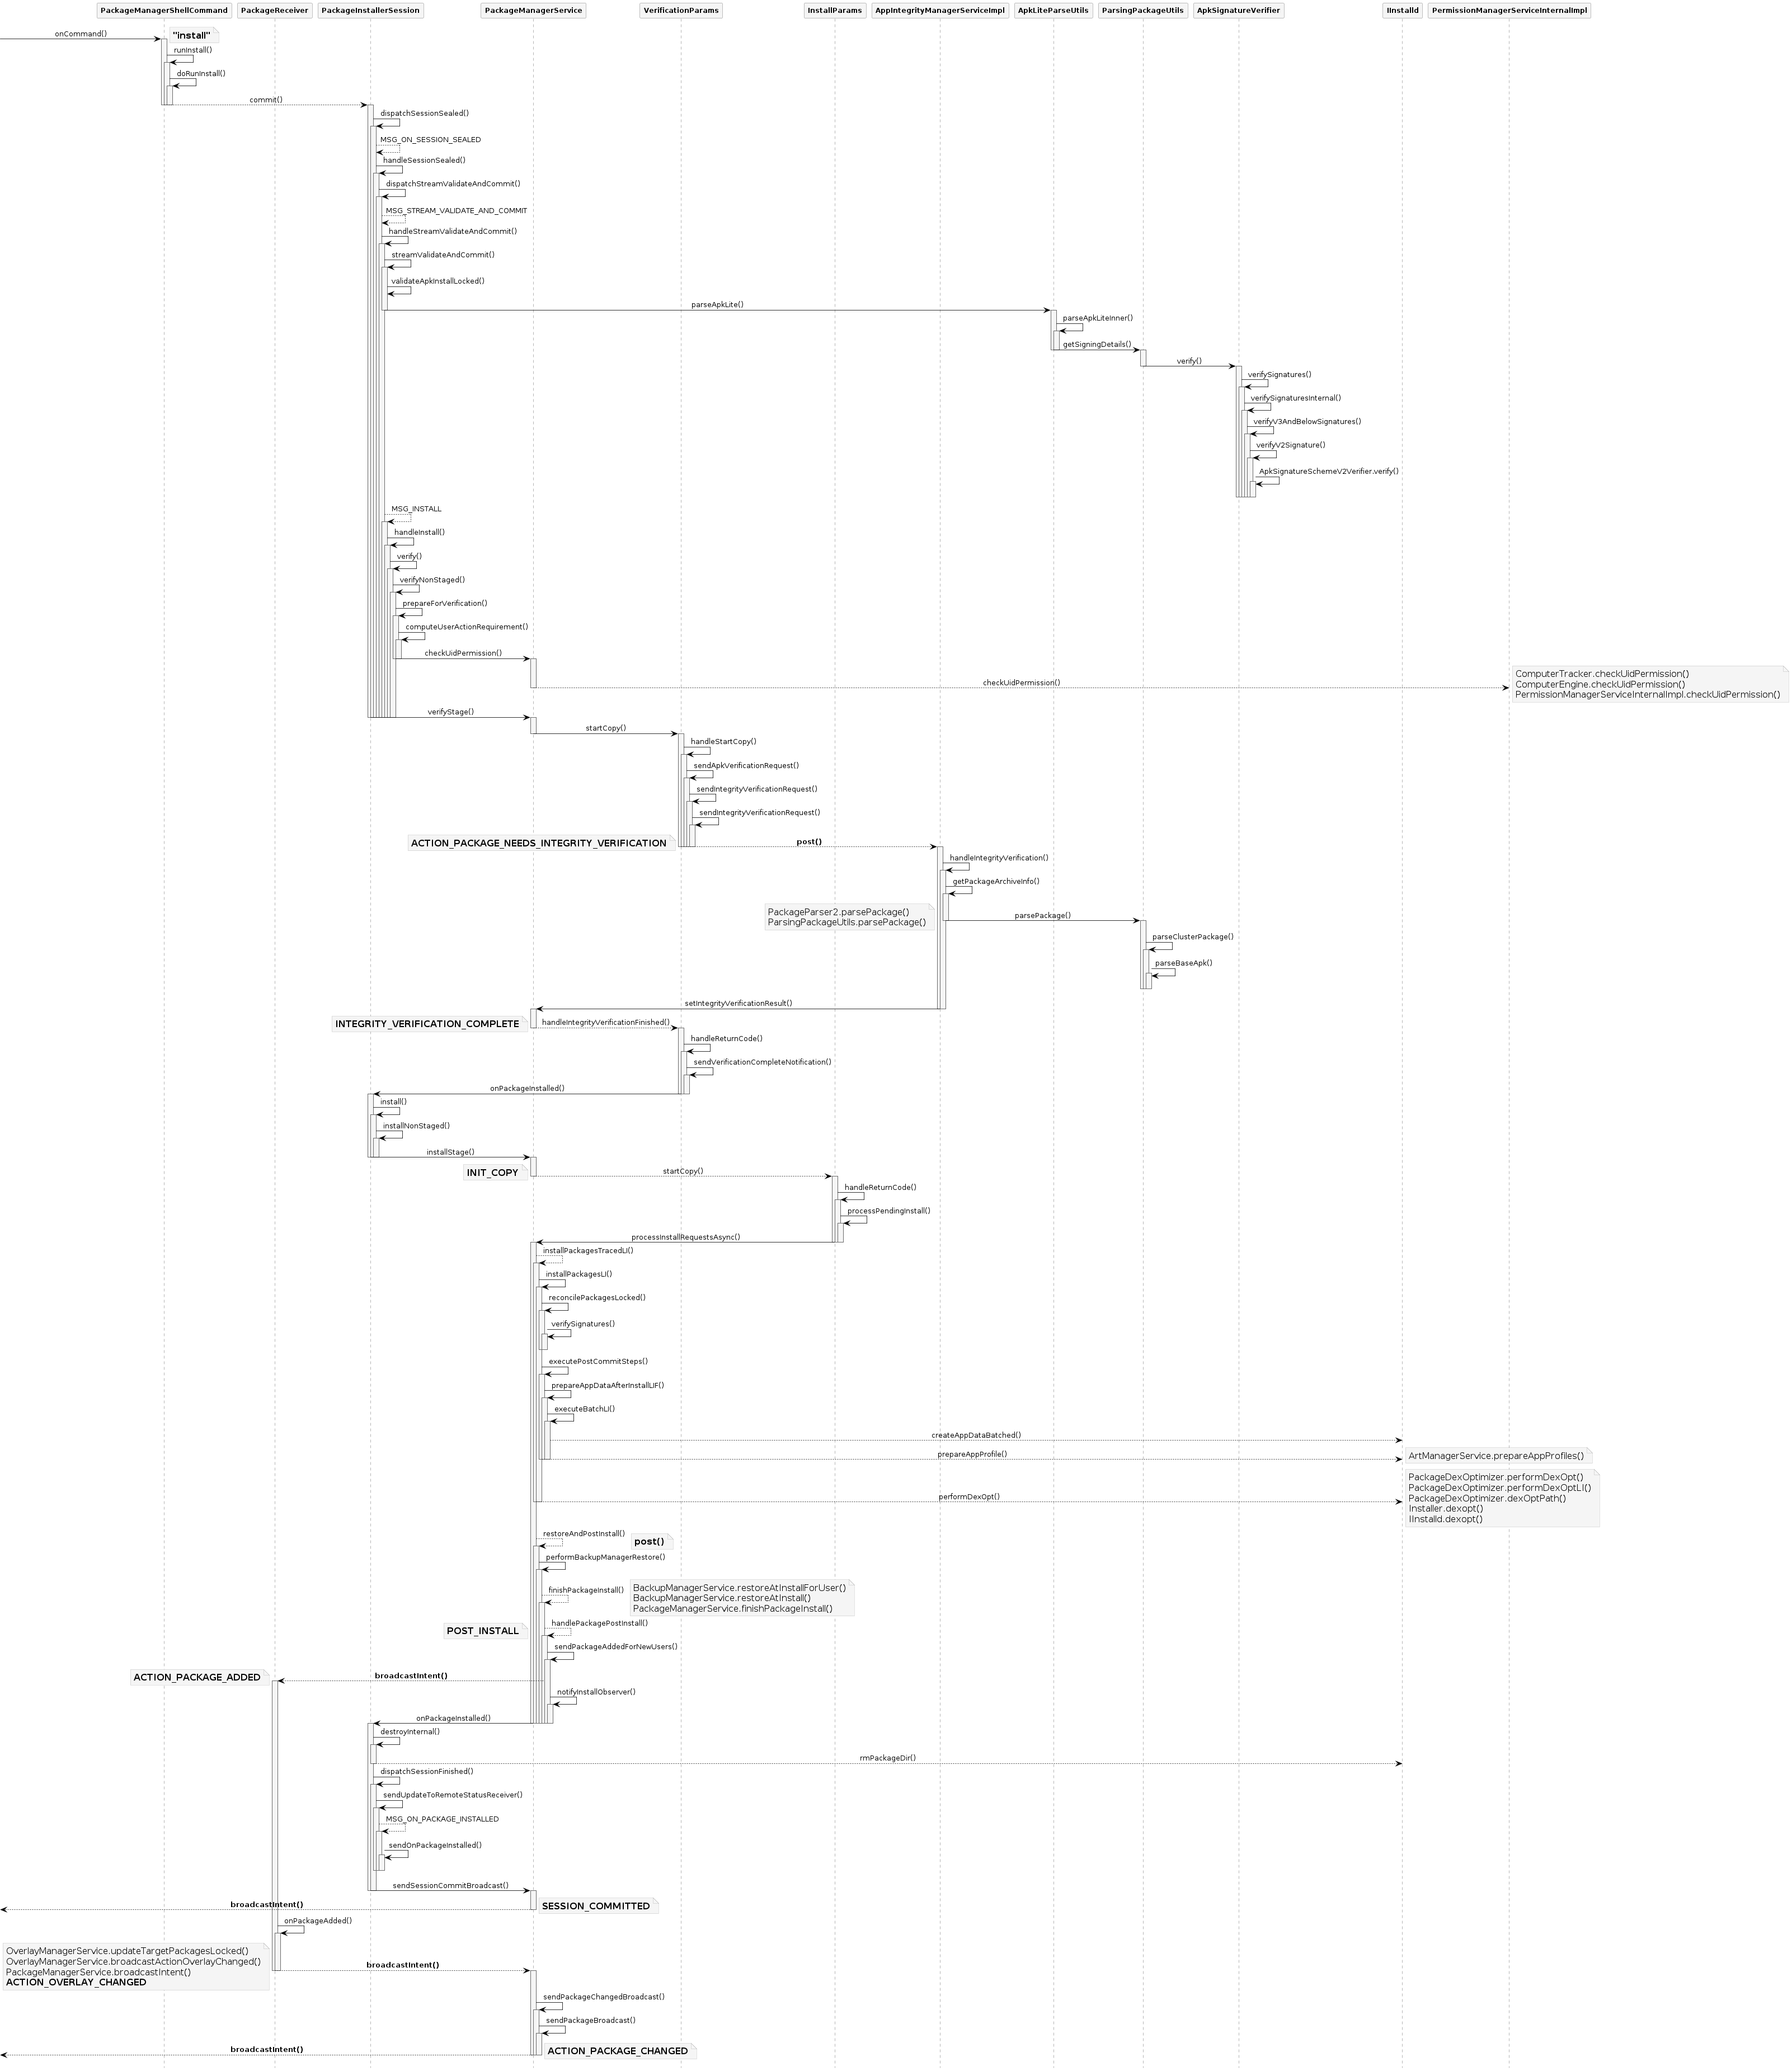 PackageManagerShellCommand
PackageReceiver
PackageInstallerSession
PackageManagerService
VerificationParams
InstallParams
AppIntegrityManagerServiceImpl
ApkLiteParseUtils
ParsingPackageUtils
ApkSignatureVerifier
IInstalld
PermissionManagerServiceInternalImpl
onCommand()
"install"
runInstall()
doRunInstall()
commit()
dispatchSessionSealed()
MSG_ON_SESSION_SEALED
handleSessionSealed()
dispatchStreamValidateAndCommit()
MSG_STREAM_VALIDATE_AND_COMMIT
handleStreamValidateAndCommit()
streamValidateAndCommit()
validateApkInstallLocked()
parseApkLite()
parseApkLiteInner()
getSigningDetails()
verify()
verifySignatures()
verifySignaturesInternal()
verifyV3AndBelowSignatures()
verifyV2Signature()
ApkSignatureSchemeV2Verifier.verify()
MSG_INSTALL
handleInstall()
verify()
verifyNonStaged()
prepareForVerification()
computeUserActionRequirement()
checkUidPermission()
checkUidPermission()
ComputerTracker.checkUidPermission()
ComputerEngine.checkUidPermission()
PermissionManagerServiceInternalImpl.checkUidPermission()
verifyStage()
startCopy()
handleStartCopy()
sendApkVerificationRequest()
sendIntegrityVerificationRequest()
sendIntegrityVerificationRequest()
ACTION_PACKAGE_NEEDS_INTEGRITY_VERIFICATION
post()
handleIntegrityVerification()
getPackageArchiveInfo()
PackageParser2.parsePackage()
ParsingPackageUtils.parsePackage()
parsePackage()
parseClusterPackage()
parseBaseApk()
setIntegrityVerificationResult()
INTEGRITY_VERIFICATION_COMPLETE
handleIntegrityVerificationFinished()
handleReturnCode()
sendVerificationCompleteNotification()
onPackageInstalled()
install()
installNonStaged()
installStage()
INIT_COPY
startCopy()
handleReturnCode()
processPendingInstall()
processInstallRequestsAsync()
installPackagesTracedLI()
installPackagesLI()
reconcilePackagesLocked()
verifySignatures()
executePostCommitSteps()
prepareAppDataAfterInstallLIF()
executeBatchLI()
createAppDataBatched()
prepareAppProfile()
ArtManagerService.prepareAppProfiles()
performDexOpt()
PackageDexOptimizer.performDexOpt()
PackageDexOptimizer.performDexOptLI()
PackageDexOptimizer.dexOptPath()
Installer.dexopt()
IInstalld.dexopt()
restoreAndPostInstall()
post()
performBackupManagerRestore()
finishPackageInstall()
BackupManagerService.restoreAtInstallForUser()
BackupManagerService.restoreAtInstall()
PackageManagerService.finishPackageInstall()
POST_INSTALL
handlePackagePostInstall()
sendPackageAddedForNewUsers()
ACTION_PACKAGE_ADDED
broadcastIntent()
notifyInstallObserver()
onPackageInstalled()
destroyInternal()
rmPackageDir()
dispatchSessionFinished()
sendUpdateToRemoteStatusReceiver()
MSG_ON_PACKAGE_INSTALLED
sendOnPackageInstalled()
sendSessionCommitBroadcast()
broadcastIntent()
SESSION_COMMITTED
onPackageAdded()
OverlayManagerService.updateTargetPackagesLocked()
OverlayManagerService.broadcastActionOverlayChanged()
PackageManagerService.broadcastIntent()
ACTION_OVERLAY_CHANGED
broadcastIntent()
sendPackageChangedBroadcast()
sendPackageBroadcast()
broadcastIntent()
ACTION_PACKAGE_CHANGED